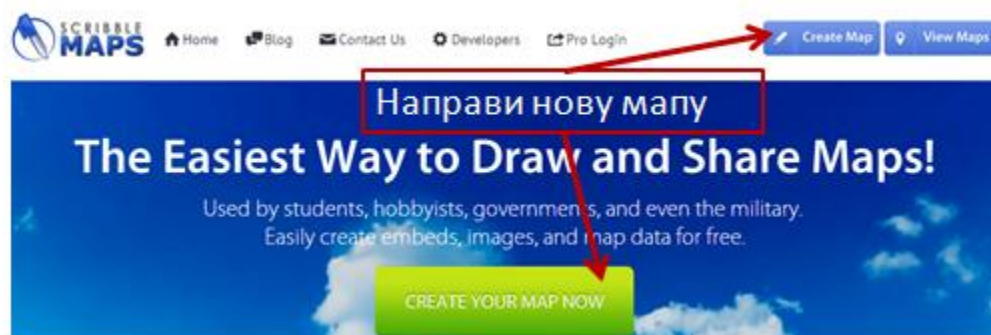 SCRIBBLE
MAPS
Home Blog Contact Us Developers Pro Login
Create Map View Maps
Направи нову мапу
The Easiest Way to Draw and Share Maps!
Used by students, hobbyists, governments, and even the military.
Easily create embeds, images, and map data for free.
CREATE YOUR MAP NOW